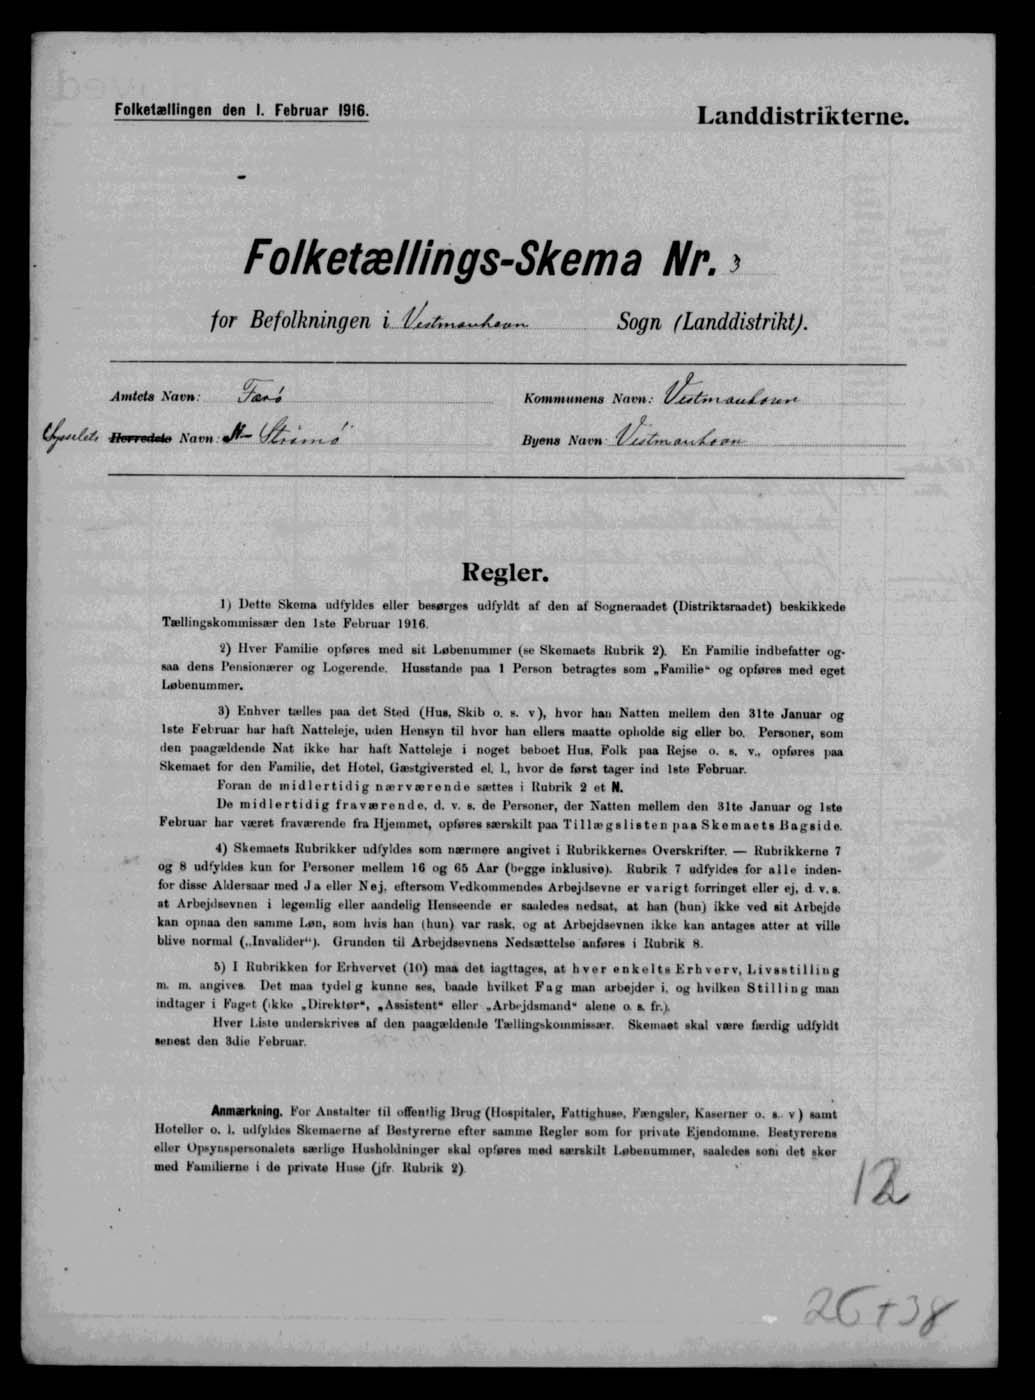 Folketællingen den 1. Februar 1916.
Landdistrikterne.
Folketællings-Skema Nr. 3
for Befolkningen i Vestmanhavn Sogn (Landdistrikt).
Amtets Navn: Færø
Kommunens Navn: Vestmanhavn
Sysselets Herredets Navn: N Strømø
Byens Navn Vestmanhavn
Regler.
1) Dette Skema udfyldes eller besørges udfyldt af den af Sogneraadet (Distriktsraadet) beskikkede
Tællingskommissær den 1ste Februar 1916.
2) Hver Familie opføres med sit Løbenummer (se Skemaets Rubrik 2). En Familie indbefatter og-
saa dens Pensionærer og Logerende. Husstande paa 1 Person betragtes som „Familie“ og opføres med eget
Løbenummer.
3) Enhver tælles paa det Sted (Hus, Skib o. s. v), hvor han Natten mellem den 31te Januar og
1ste Februar har haft Natteleje, uden Hensyn til hvor han ellers maatte opholde sig eller bo. Personer, som
den paagældende Nat ikke har haft Natteleje i noget beboet Hus, Folk paa Rejse o. s. v., opføres paa
Skemaet for den Familie, det Hotel, Gæstgiversted el. l., hvor de først tager ind 1ste Februar.
Foran de midlertidig nærværende sættes i Rubrik 2 et N.
De midlertidig fraværende, d. v. s. de Personer, der Natten mellem den 31te Januar og 1ste
Februar har været fraværende fra Hjemmet, opføres særskilt paa Tillægslisten paa Skemaets Bagside.
4) Skemaets Rubrikker udfyldes som nærmere angivet i Rubrikkernes Overskrifter. — Rubrikkerne 7
og 8 udfyldes kun for Personer mellem 16 og 65 Aar (begge inklusive). Rubrik 7 udfyldes for alle inden-
for disse Aldersaar med Ja eller Nej, eftersom Vedkommendes Arbejdsevne er varigt forringet eller ej, d. v. s.
at Arbejdsevnen i legemlig eller aandelig Henseende er saaledes nedsat, at han (hun) ikke ved sit Arbejde
kan opnaa den samme Løn, som hvis han (hun) var rask, og at Arbejdsevnen ikke kan antages atter at ville
blive normal („Invalider“). Grunden til Arbejdsevnens Nedsættelse anføres i Rubrik 8.
5) I Rubrikken for Erhvervet (10) maa det iagttages, at hver enkelts Erhverv, Livsstilling
m. m. angives. Det maa tydelig kunne ses, baade hvilket Fag man arbejder i, og hvilken Stilling man
indtager i Faget (ikke „Direktør“, „Assistent“ eller „Arbejdsmand“ alene o. s. fr.).
Hver Liste underskrives af den paagældende Tællingskommissær. Skemaet skal være færdig udfyldt
senest den 3die Februar.
Anmærkning. For Anstalter til offentlig Brug (Hospitaler, Fattighuse, Fængsler, Kaserner o. s. v) samt
Hoteller o. l. udfyldes Skemaerne af Bestyrerne efter samme Regler som for private Ejendomme. Bestyrerens
eller Opsynspersonalets særlige Husholdninger skal opføres med særskilt Løbenummer, saaledes som det sker
med Familierne i de private Huse (jfr. Rubrik 2).
12
26+38